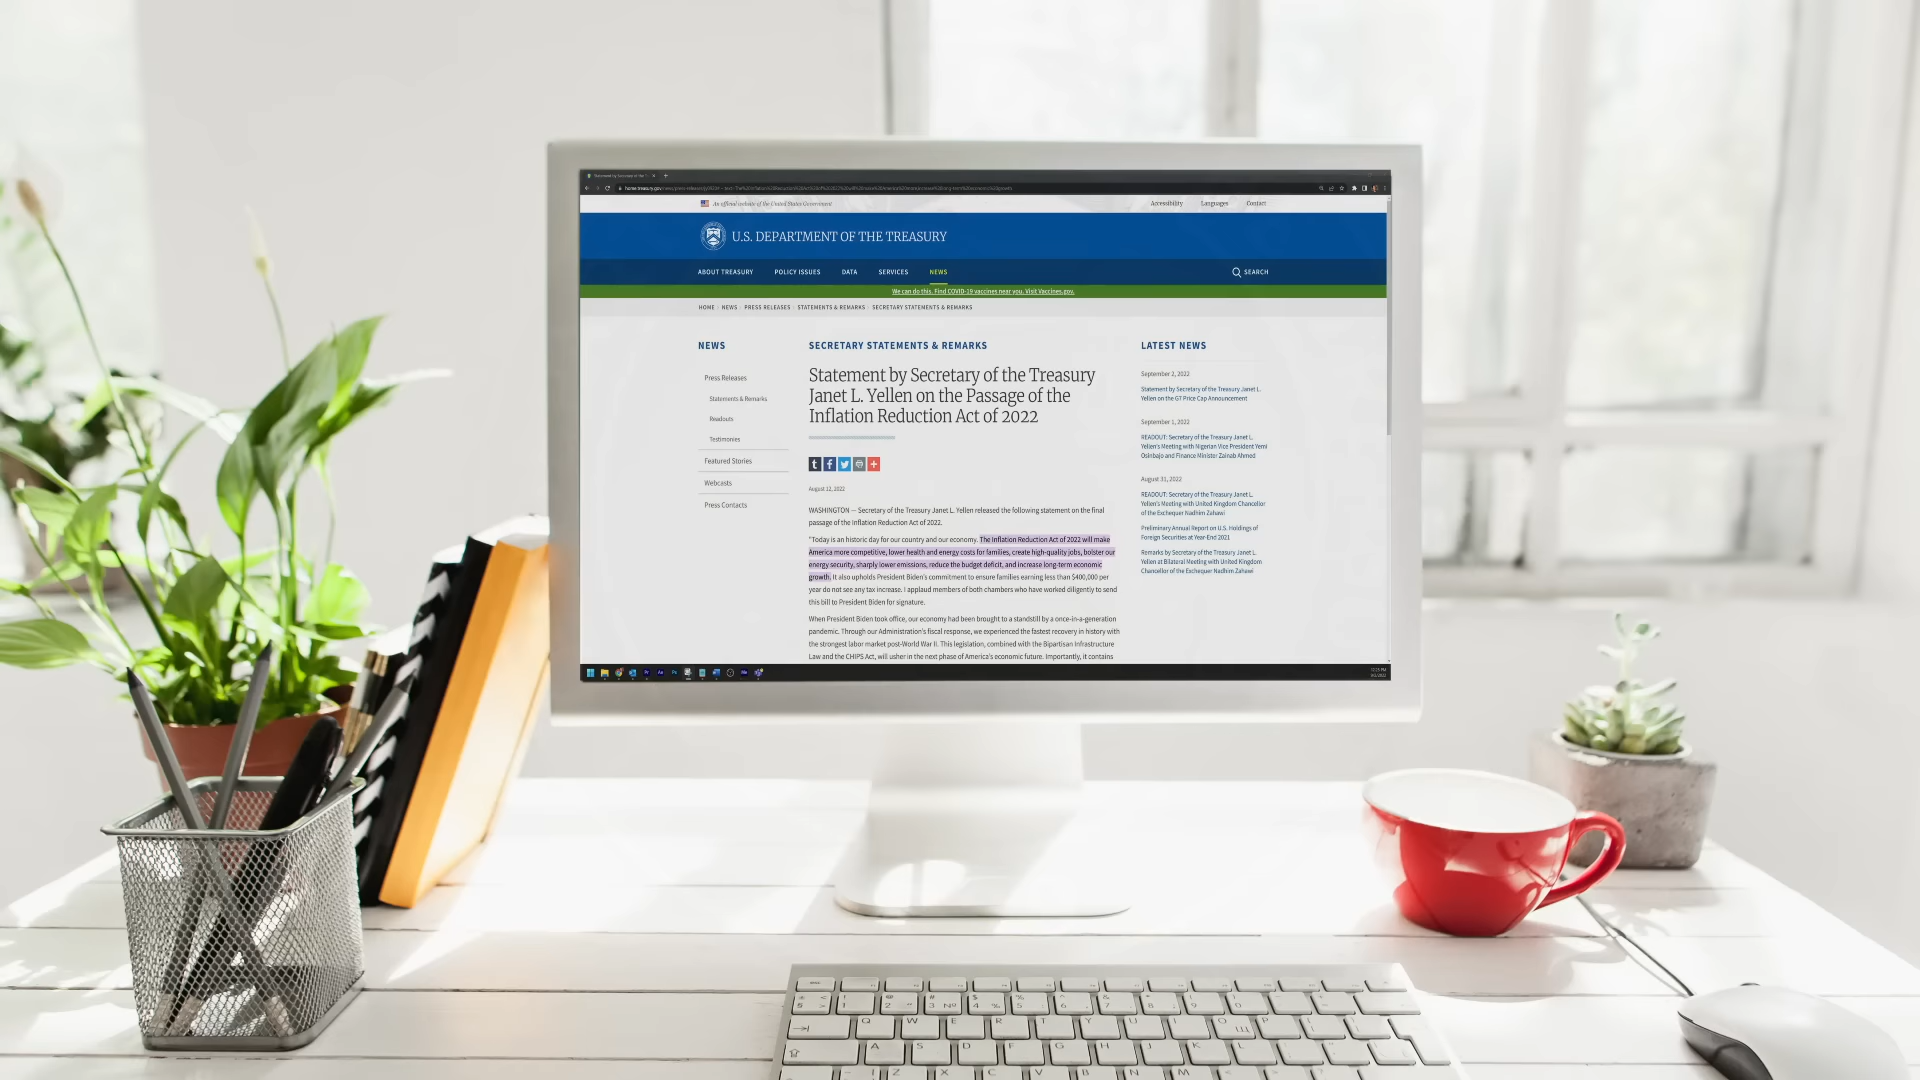 Statement by Secretary of the T
An official website of the United States Government
Accessibility Languages Contact
U.S. DEPARTMENT OF THE TREASURY
ABOUT TREASURY POLICY ISSUES DATA SERVICES NEWS SEARCH
We can do this. Find COVID-19 vaccines near you. Visit Vaccines.gov.
HOME NEWS PRESS RELEASES STATEMENTS & REMARKS SECRETARY STATEMENTS & REMARKS
NEWS
Press Releases
Statements & Remarks
Readouts
Testimonies
Featured Stories
Webcasts
Press Contacts
SECRETARY STATEMENTS & REMARKS
Statement by Secretary of the Treasury
Janet L. Yellen on the Passage of the
Inflation Reduction Act of 2022
August 12, 2022
WASHINGTON — Secretary of the Treasury Janet L. Yellen released the following statement on the final
passage of the Inflation Reduction Act of 2022.
"Today is an historic day for our country and our economy. The Inflation Reduction Act of 2022 will make
America more competitive, lower health and energy costs for families, create high-quality jobs, bolster our
energy security, sharply lower emissions, reduce the budget deficit, and increase long-term economic
growth. It also upholds President Biden's commitment to ensure families earning less than $400,000 per
year do not see any tax increase. I applaud members of both chambers who have worked diligently to send
this bill to President Biden for signature.
When President Biden took office, our economy had been brought to a standstill by a once-in-a-generation
pandemic. Through our Administration's fiscal response, we experienced the fastest recovery in history with
the strongest labor market post-World War II. This legislation, combined with the Bipartisan Infrastructure
Law and the CHIPS Act, will usher in the next phase of America's economic future. Importantly, it contains
LATEST NEWS
September 2, 2022
Statement by Secretary of the Treasury Janet L.
Yellen on the G7 Price Cap Announcement
September 1, 2022
READOUT: Secretary of the Treasury Janet L.
Yellen's Meeting with Nigerian Vice President Yemi
Osinbajo and Finance Minister Zainab Ahmed
August 31, 2022
READOUT: Secretary of the Treasury Janet L.
Yellen's Meeting with United Kingdom Chancellor
of the Exchequer Nadhim Zahawi
Preliminary Annual Report on U.S. Holdings of
Foreign Securities at Year-End 2021
Remarks by Secretary of the Treasury Janet L.
Yellen at Bilateral Meeting with United Kingdom
Chancellor of the Exchequer Nadhim Zahawi
Q W E R T Y U O P
A S D F G H J K L
Z X C V B N M